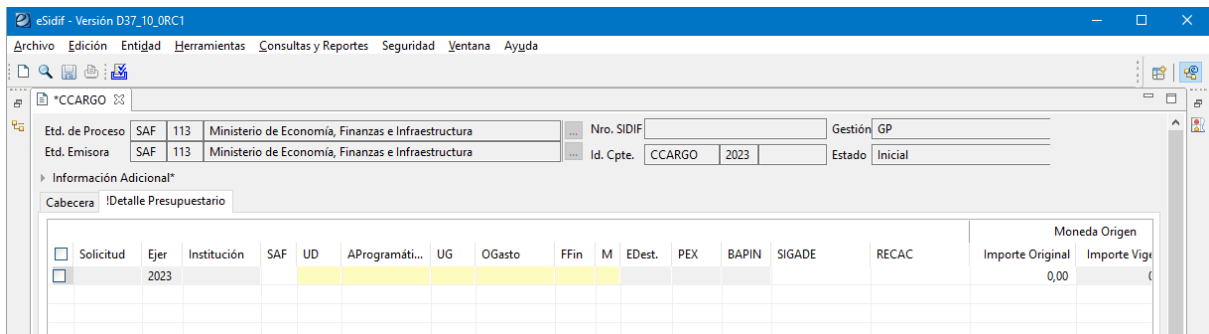 eSidif - Versión D37_10_0RC1
Archivo Edición Entidad Herramientas Consultas y Reportes Seguridad Ventana Ayuda
*CCARGO
Etd. de Proceso SAF 113 Ministerio de Economía, Finanzas e Infraestructura ... Nro. SIDIF Gestión GP
Etd. Emisora SAF 113 Ministerio de Economía, Finanzas e Infraestructura ... Id. Cpte. CCARGO 2023 Estado Inicial
Información Adicional*
Cabecera !Detalle Presupuestario
Moneda Origen
Solicitud Ejer Institución SAF UD AProgramáti... UG OGasto FFin M EDest. PEX BAPIN SIGADE RECAC Importe Original Importe Vige
2023 0,00